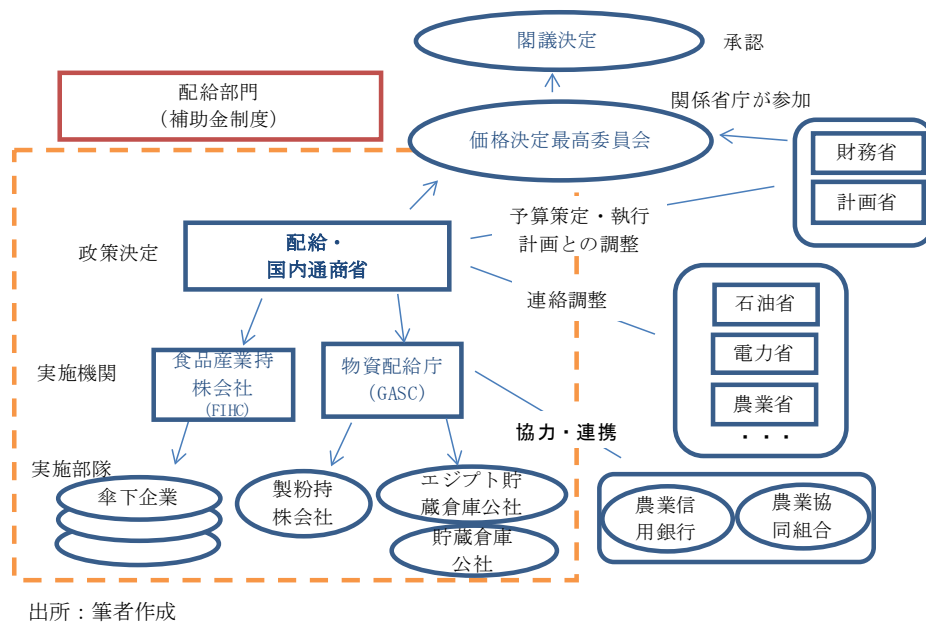 閣議決定
承認
配給部門
（補助金制度）
関係省庁が参加
価格決定最高委員会
財務省
計画省
予算策定・執行
計画との調整
政策決定
配給・
国内通商省
連絡調整
石油省
電力省
農業省
・・・
実施機関
食品産業持
株会社
(FIHC)
物資配給庁
(GASC)
協力・連携
実施部隊
傘下企業
製粉持
株会社
エジプト貯
蔵倉庫公社
貯蔵倉庫
公社
農業信
用銀行
農業協
同組合
出所：筆者作成